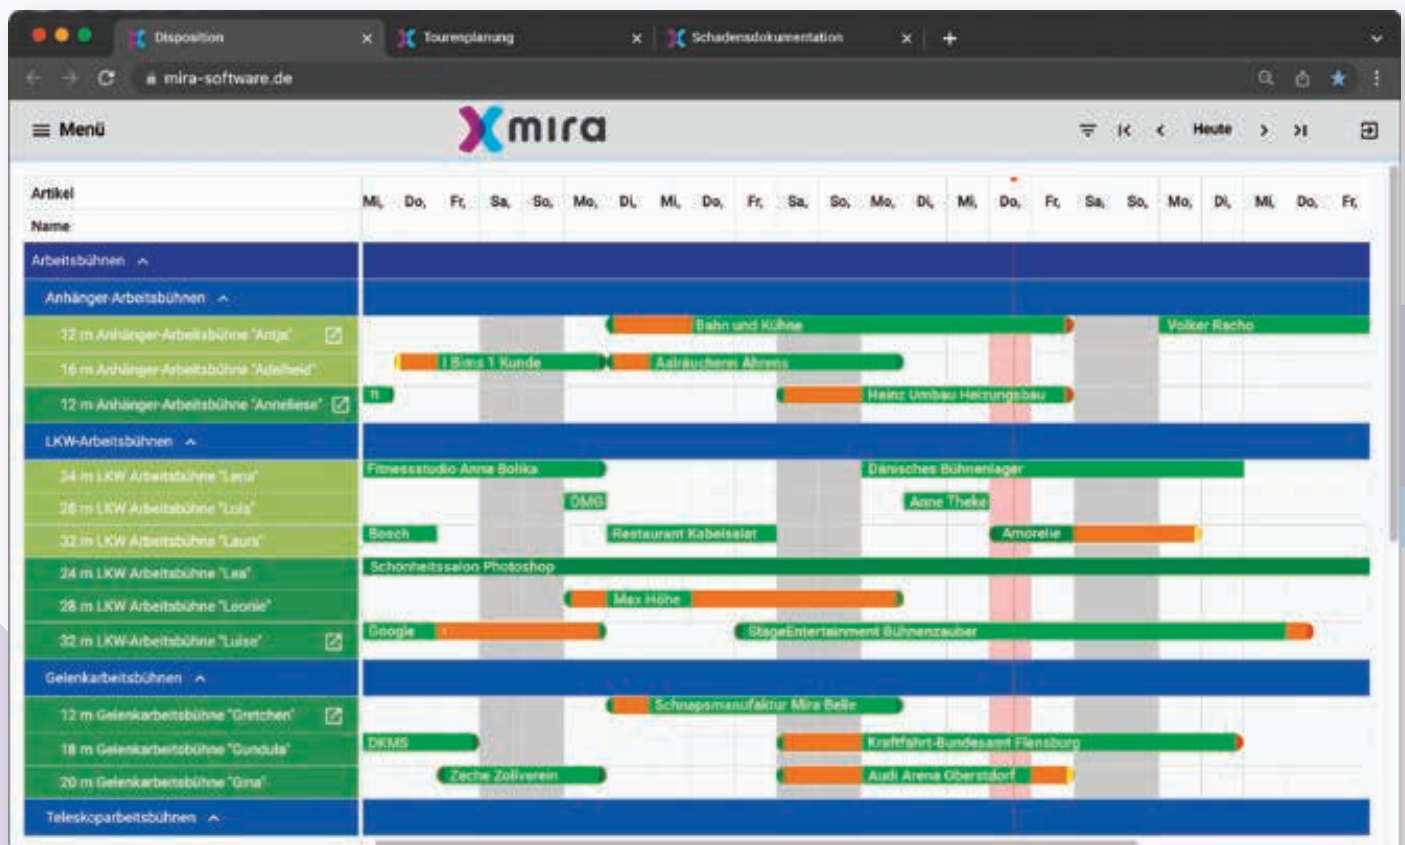 Disposition × Tourenplanung × Schadensdokumentation × +
mira-software.de
Menü mira Heute
Artikel
Mi, Do, Fr, Sa, So, Mo, Di, Mi, Do, Fr, Sa, So, Mo, Di, Mi, Do, Fr, Sa, So, Mo, Di, Mi, Do, Fr,
Name
Arbeitsbühnen
Anhänger-Arbeitsbühnen
12 m Anhänger-Arbeitsbühne "Antje" Bahn und Kühne Volker Racho
16 m Anhänger-Arbeitsbühne "Adelheid" I Bims 1 Kunde Aalräucherei Ahrens
12 m Anhänger-Arbeitsbühne "Anneliese" n Heinz Umbau Heizungsbau
LKW-Arbeitsbühnen
24 m LKW Arbeitsbühne "Lena" Fitnessstudio Anna Bolika Dänisches Bühnenlager
26 m LKW Arbeitsbühne "Lola" OMG Anne Theke
32 m LKW Arbeitsbühne "Laura" Bosch Restaurant Kabelsalat Amorelie
24 m LKW Arbeitsbühne "Lea" Schönheitssalon Photoshop
28 m LKW Arbeitsbühne "Leonie" Max Höhe
32 m LKW-Arbeitsbühne "Luise" Google StageEntertainment Bühnenzauber
Gelenkarbeitsbühnen
12 m Gelenkarbeitsbühne "Gretchen" Schnapsmanufaktur Mira Belle
18 m Gelenkarbeitsbühne "Gundula" DKMS Kraftfahrt-Bundesamt Flensburg
20 m Gelenkarbeitsbühne "Gina" Zeche Zollverein Audi Arena Oberstdorf
Teleskoparbeitsbühnen